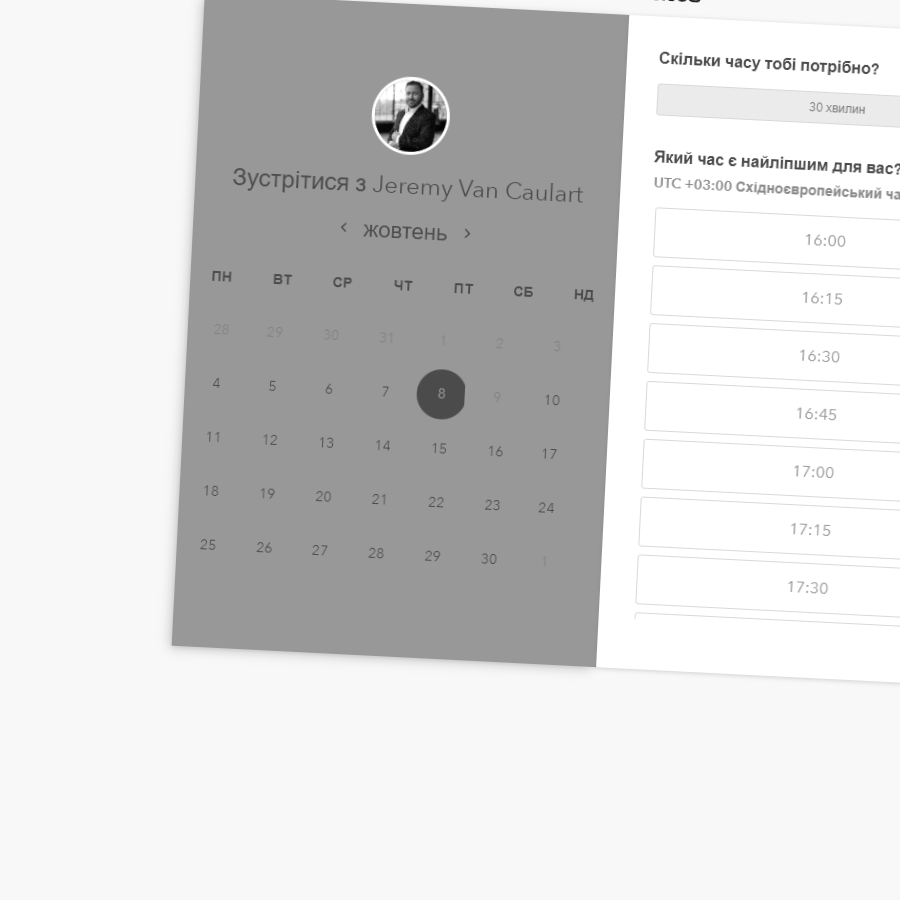 Зустрітися з Jeremy Van Caulart
жовтень
ПН ВТ СР ЧТ ПТ СБ НД
28 29 30 31 1 2 3
4 5 6 7 8 9 10
11 12 13 14 15 16 17
18 19 20 21 22 23 24
25 26 27 28 29 30 1
Скільки часу тобі потрібно?
30 хвилин
Який час є найліпшим для вас?
UTC +03:00 Східноєвропейський
16:00
16:15
16:30
16:45
17:00
17:15
17:30